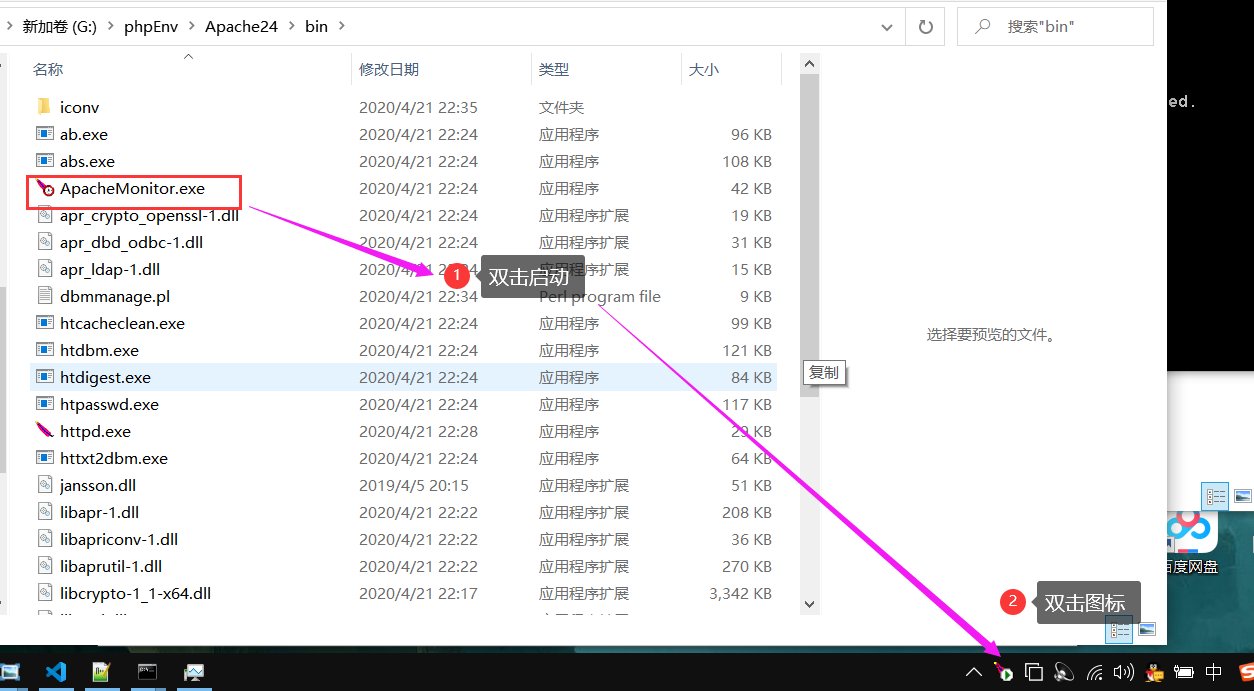 新加卷 (G:) > phpEnv > Apache24 > bin >
搜索"bin"
名称 修改日期 类型 大小
iconv 2020/4/21 22:35 文件夹
ab.exe 2020/4/21 22:24 应用程序 96 KB
abs.exe 2020/4/21 22:24 应用程序 108 KB
ed.
ApacheMonitor.exe 2020/4/21 22:24 应用程序 42 KB
apr_crypto_openssl-1.dll 2020/4/21 22:24 应用程序扩展 19 KB
apr_dbd_odbc-1.dll 2020/4/21 22:24 应用程序扩展 31 KB
apr_ldap-1.dll 2020/4/21 22:24 应用程序扩展 15 KB
1 双击启动
dbmmanage.pl 2020/4/21 22:34 Perl program file 9 KB
htcacheclean.exe 2020/4/21 22:24 应用程序 99 KB
选择要预览的文件。
htdbm.exe 2020/4/21 22:24 应用程序 121 KB
htdigest.exe 2020/4/21 22:24 应用程序 84 KB
复制
htpasswd.exe 2020/4/21 22:24 应用程序 117 KB
httpd.exe 2020/4/21 22:28 应用程序 29 KB
httxt2dbm.exe 2020/4/21 22:24 应用程序 64 KB
jansson.dll 2019/4/5 20:15 应用程序扩展 51 KB
libapr-1.dll 2020/4/21 22:22 应用程序扩展 208 KB
libapriconv-1.dll 2020/4/21 22:22 应用程序扩展 36 KB
libaprutil-1.dll 2020/4/21 22:22 应用程序扩展 270 KB
百度网盘
libcrypto-1_1-x64.dll 2020/4/21 22:17 应用程序扩展 3,342 KB
2 双击图标
中